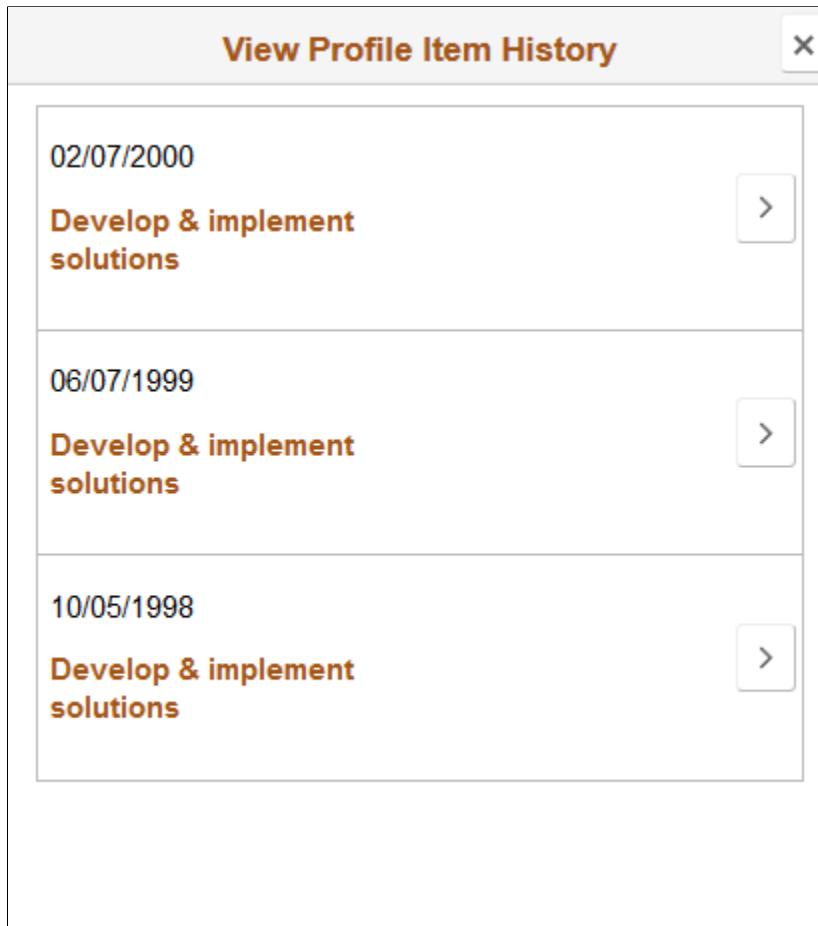 View Profile Item History
02/07/2000
Develop & implement
solutions
06/07/1999
Develop & implement
solutions
10/05/1998
Develop & implement
solutions